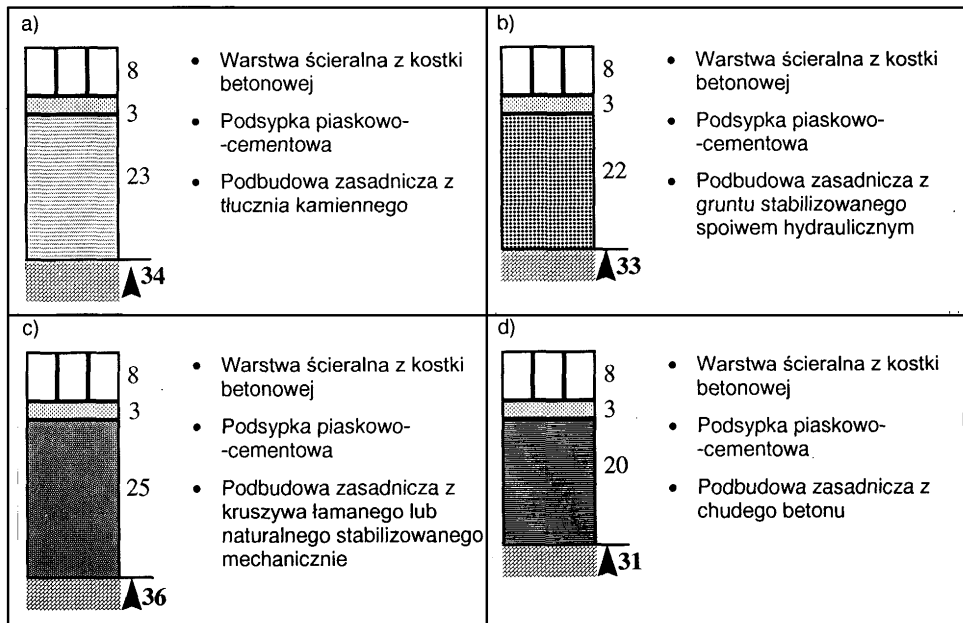 a)
8
3
23
34
• Warstwa ścieralna z kostki
betonowej
• Podsypka piaskowo-
-cementowa
• Podbudowa zasadnicza z
tłucznia kamiennego
b)
8
3
22
33
• Warstwa ścieralna z kostki
betonowej
• Podsypka piaskowo-
-cementowa
• Podbudowa zasadnicza z
gruntu stabilizowanego
spoiwem hydraulicznym
c)
8
3
25
36
• Warstwa ścieralna z kostki
betonowej
• Podsypka piaskowo-
-cementowa
• Podbudowa zasadnicza z
kruszywa łamanego lub
naturalnego stabilizowanego
mechanicznie
d)
8
3
20
31
• Warstwa ścieralna z kostki
betonowej
• Podsypka piaskowo-
-cementowa
• Podbudowa zasadnicza z
chudego betonu